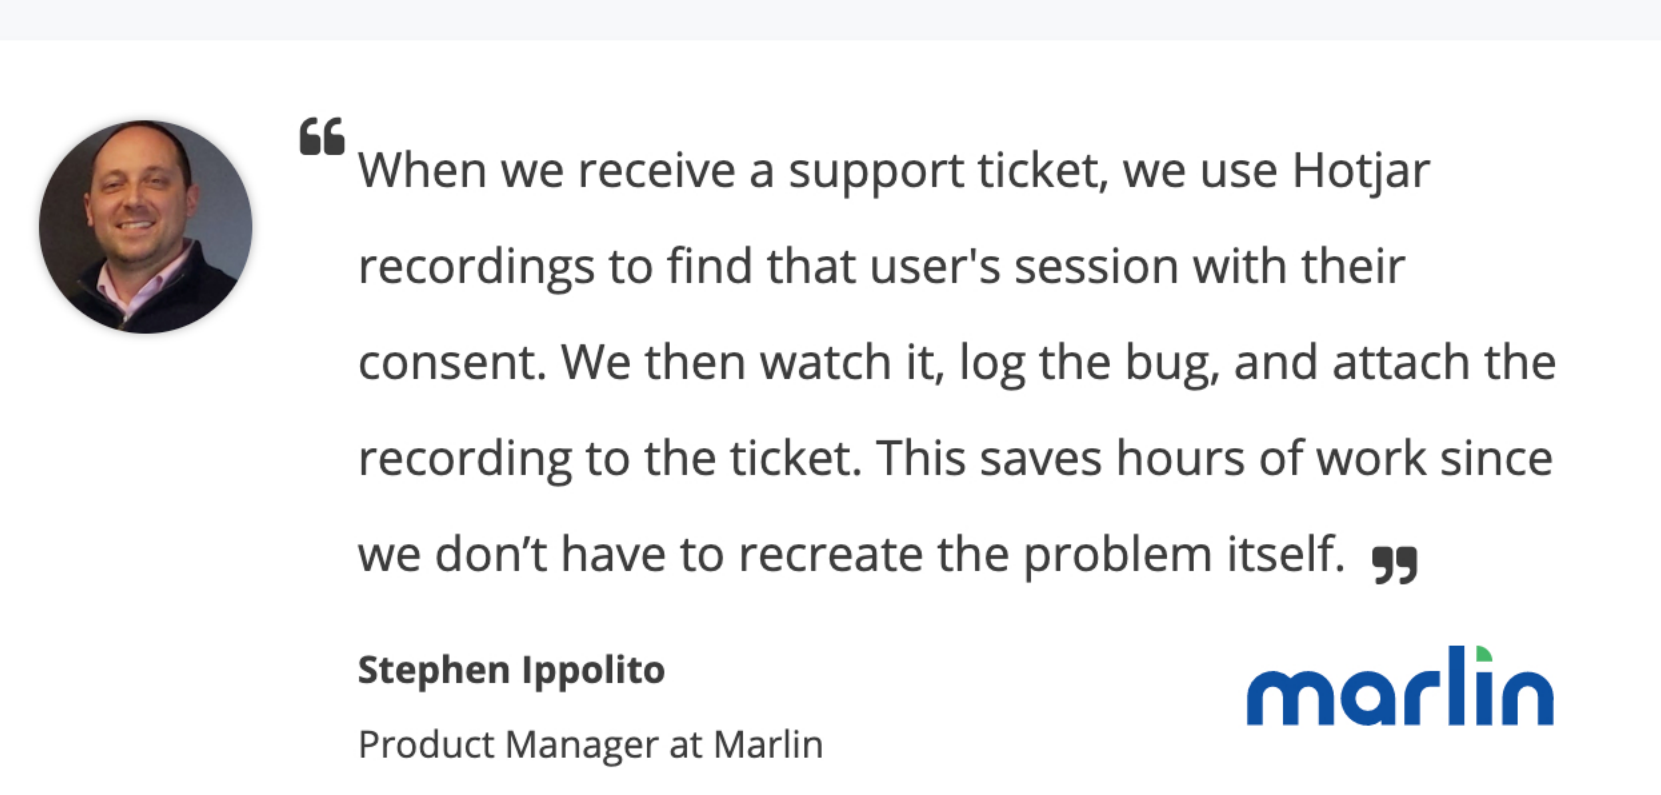 “
When we receive a support ticket, we use Hotjar
recordings to find that user's session with their
consent. We then watch it, log the bug, and attach the
recording to the ticket. This saves hours of work since
we don’t have to recreate the problem itself. ”
Stephen Ippolito
Product Manager at Marlin
marlin